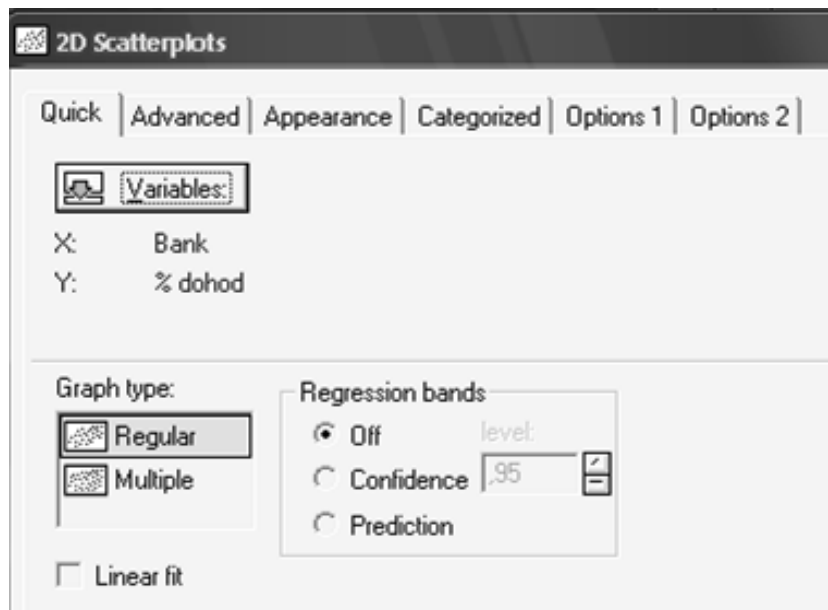 2D Scatterplots
Quick Advanced Appearance Categorized Options 1 Options 2
Variables:
X: Bank
Y: % dohod
Graph type:
Regular
Multiple
Regression bands
Off level:
Confidence ,95
Prediction
Linear fit